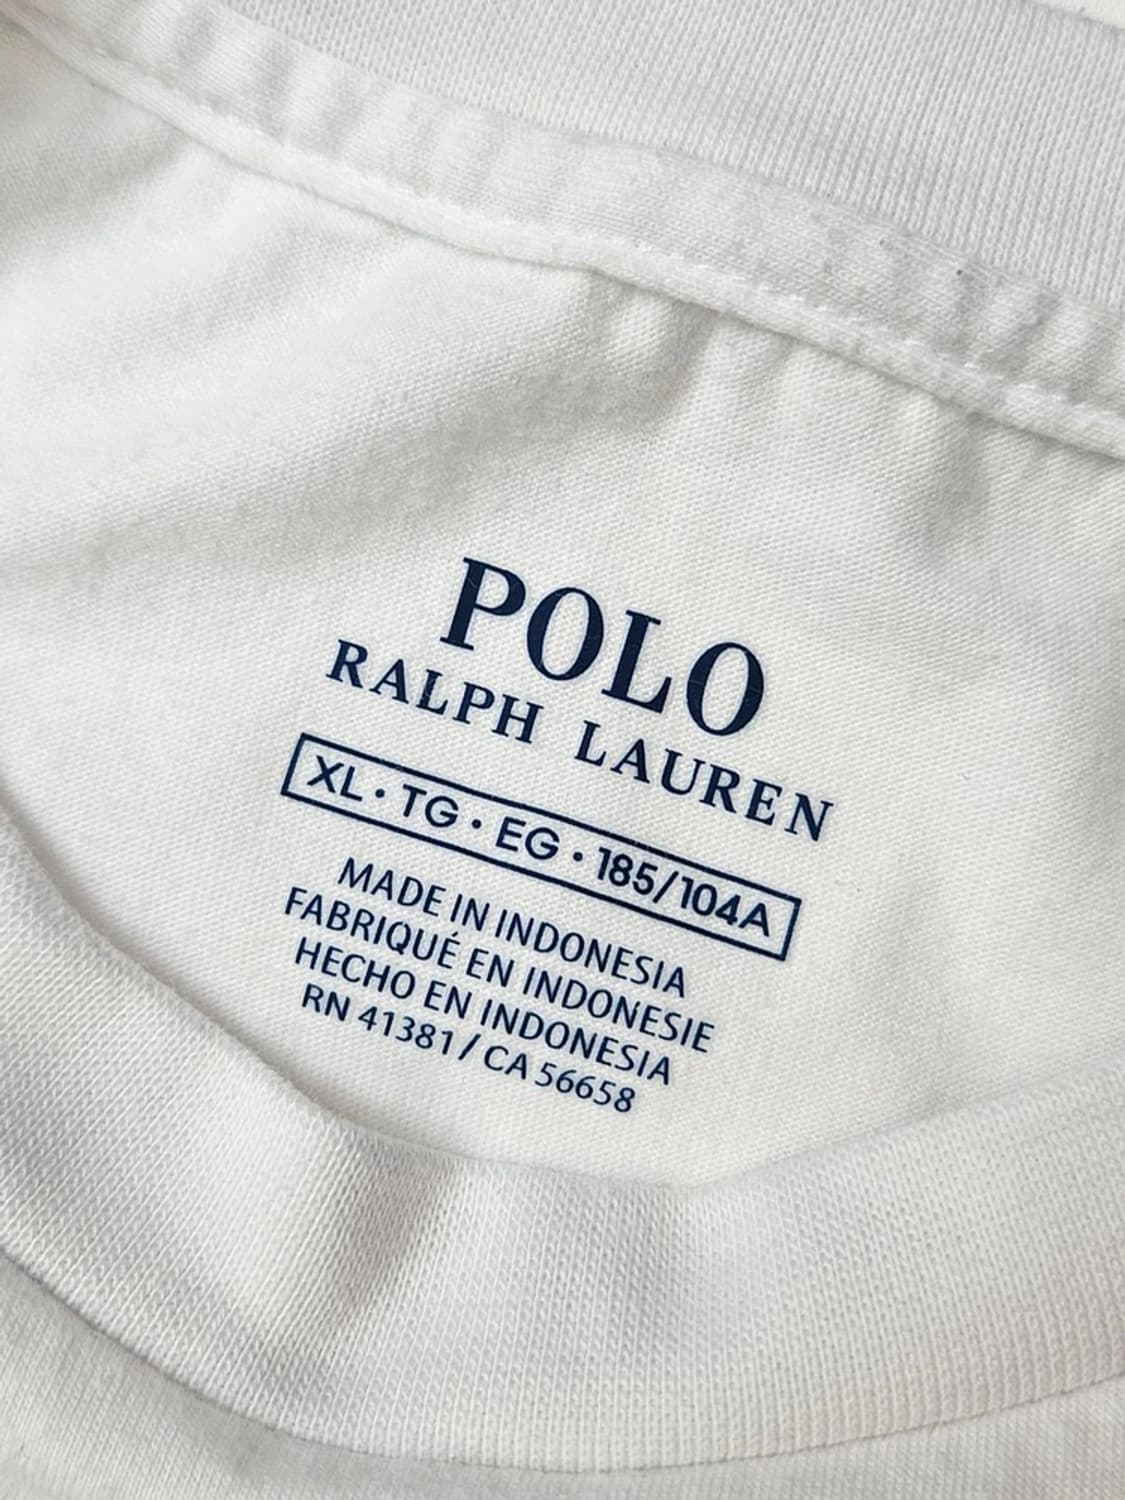 POLO
RALPH LAUREN
XL • TG • EG • 185/104A
MADE IN INDONESIA
FABRIQUÉ EN INDONESIE
HECHO EN INDONESIA
RN 41381 / CA 56658